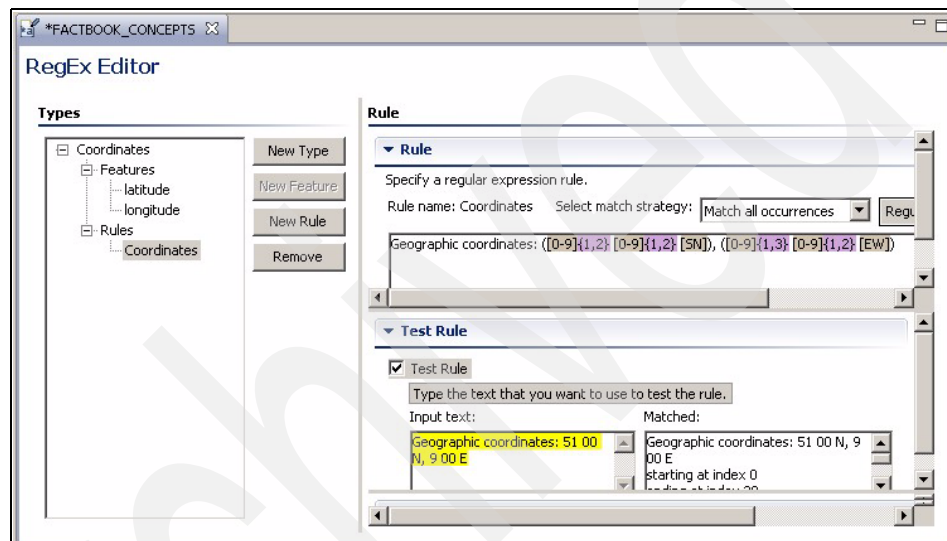 *FACTBOOK_CONCEPTS
RegEx Editor
Types
Coordinates
Features
latitude
longitude
Rules
Coordinates
New Type
New Feature
New Rule
Remove
Rule
Rule
Specify a regular expression rule.
Rule name: Coordinates Select match strategy: Match all occurrences Regu
Geographic coordinates: ([0-9]{1,2} [0-9]{1,2} [SN]), ([0-9]{1,3} [0-9]{1,2} [EW])
Test Rule
Test Rule
Type the text that you want to use to test the rule.
Input text:
Geographic coordinates: 51 00
N, 9 00 E
Matched:
Geographic coordinates: 51 00 N, 9
00 E
starting at index 0